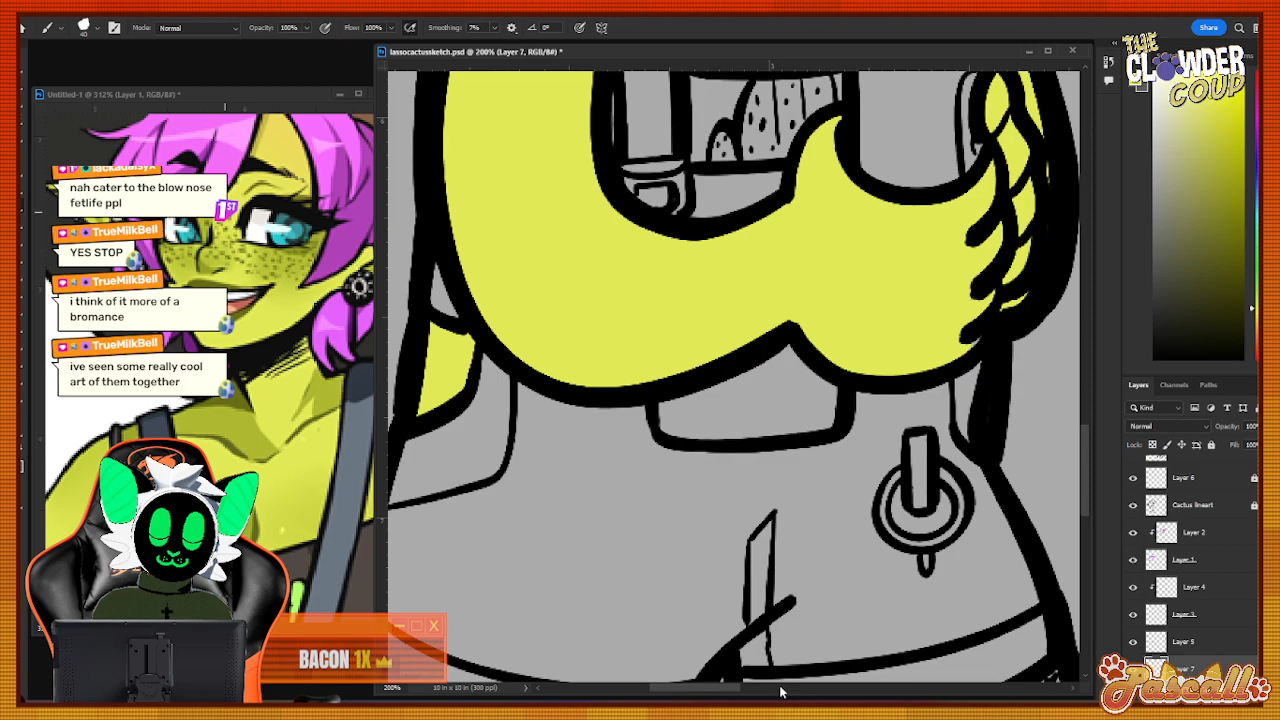 Mode: Normal Opacity: 100% Flow: 100% Smoothing: 7% 0° Share
40
lassocactussketch.psd @ 200% (Layer 7, RGB/8#) *
Untitled-1 @ 312% (Layer 1, RGB/8#) *
THE CLOWDER COUP
lackadaisyx
nah cater to the blow nose
fetlife ppl
1ST
TrueMilkBell
YES STOP
TrueMilkBell
i think of it more of a
bromance
TrueMilkBell
ive seen some really cool
art of them together
Layers Channels Paths
Kind
Normal Opacity: 100%
Lock: Fill: 100%
Layer 6
Cactus lineart
Layer 2
Layer 1
Layer 4
Layer 3
Layer 5
BACON 1X
200% 10 in x 10 in (300 ppi)
Jascall